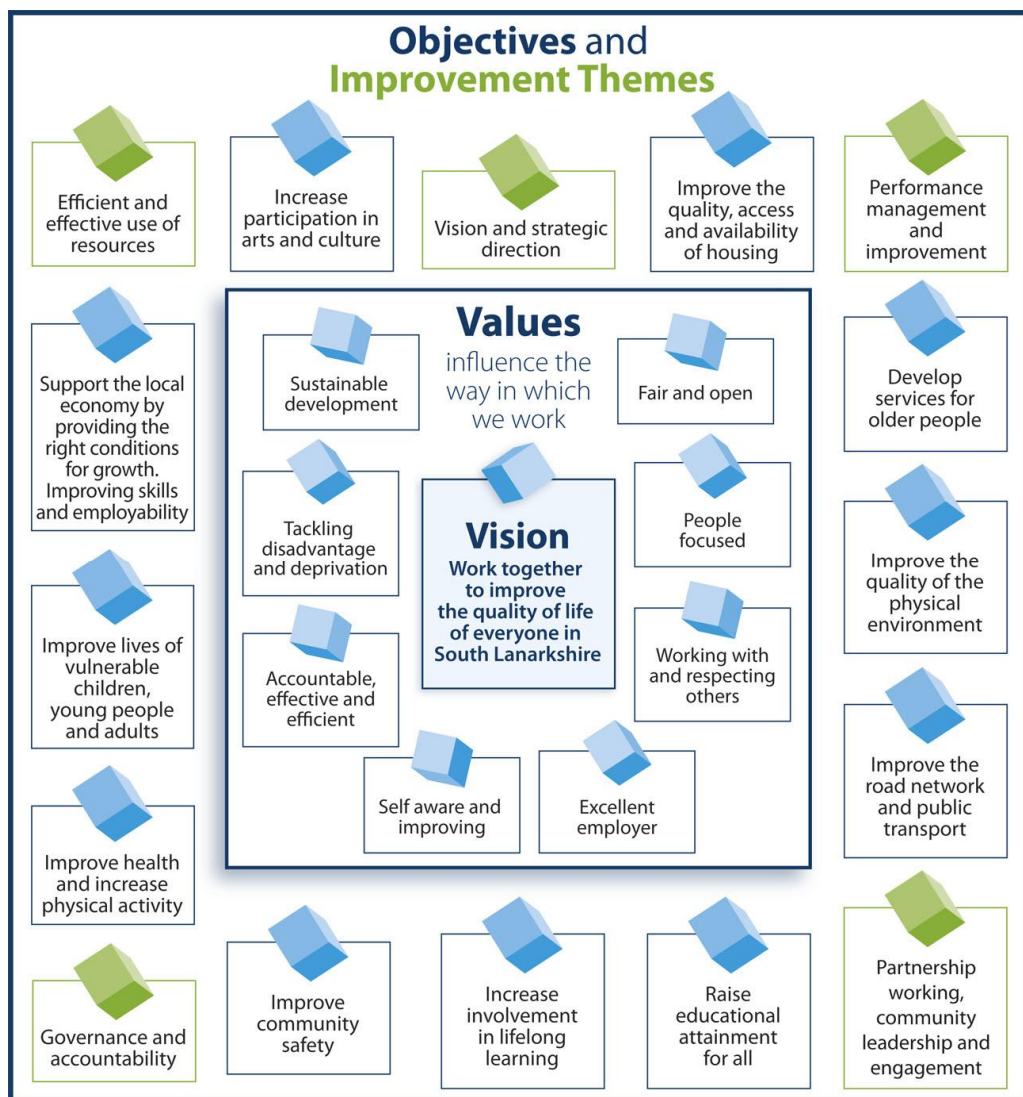 Objectives and
Improvement Themes
Efficient and
effective use of
resources
Increase
participation in
arts and culture
Vision and strategic
direction
Improve the
quality, access
and availability
of housing
Performance
management
and
improvement
Support the local
economy by
providing the
right conditions
for growth.
Improving skills
and employability
Improve lives of
vulnerable
children,
young people
and adults
Improve health
and increase
physical activity
Values
influence the
way in which
we work
Sustainable
development
Fair and open
Tackling
disadvantage
and deprivation
People
focused
Vision
Work together
to improve
the quality of life
of everyone in
South Lanarkshire
Accountable,
effective and
efficient
Working with
and respecting
others
Self aware and
improving
Excellent
employer
Develop
services for
older people
Improve the
quality of the
physical
environment
Improve the
road network
and public
transport
Governance and
accountability
Improve
community
safety
Increase
involvement
in lifelong
learning
Raise
educational
attainment
for all
Partnership
working,
community
leadership and
engagement